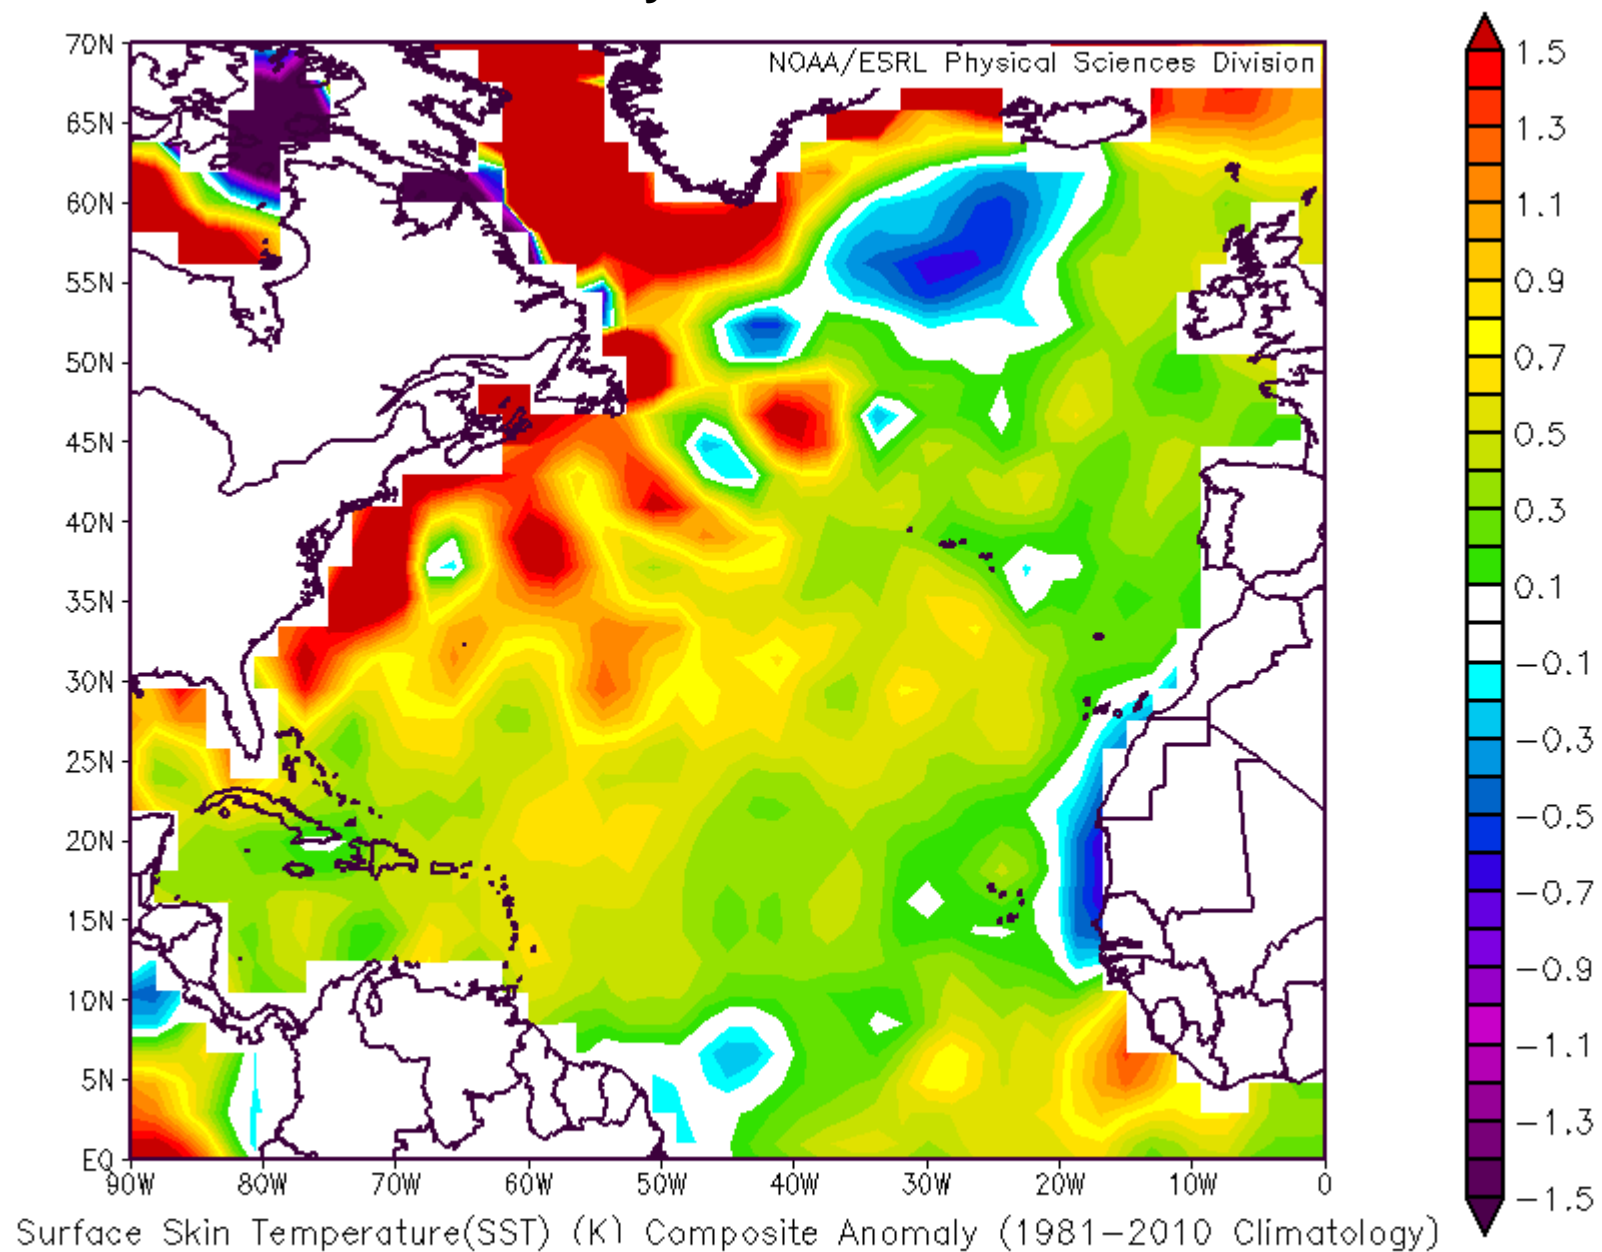 NOAA/ESRL Physical Sciences Division
70N
65N
60N
55N
50N
45N
40N
35N
30N
25N
20N
15N
10N
5N
EQ
90W 80W 70W 60W 50W 40W 30W 20W 10W 0
1.5
1.3
1.1
0.9
0.7
0.5
0.3
0.1
−0.1
−0.3
−0.5
−0.7
−0.9
−1.1
−1.3
−1.5
Surface Skin Temperature(SST) (K) Composite Anomaly (1981−2010 Climatology)